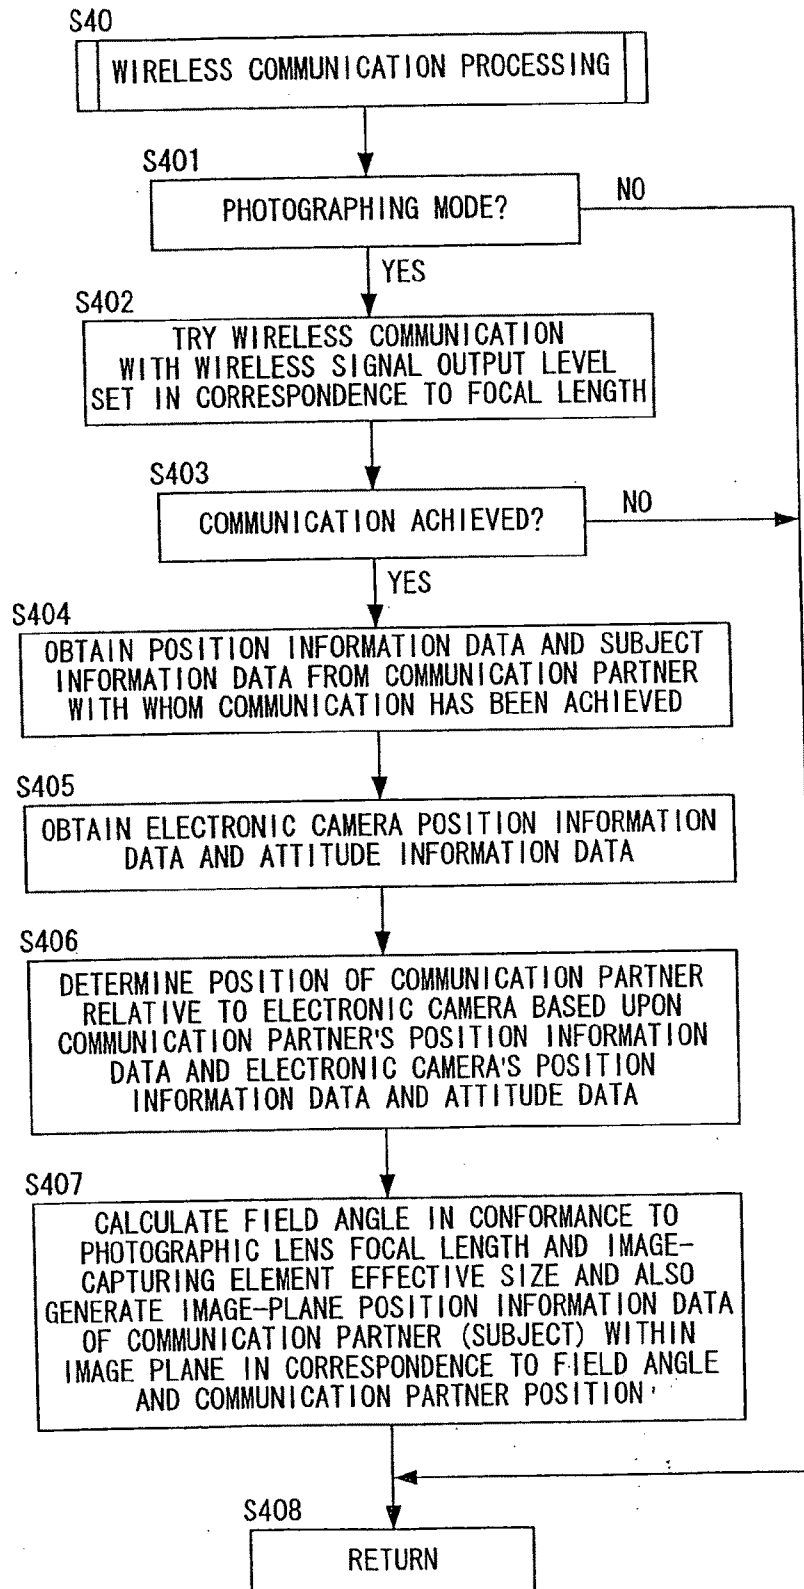 S40
WIRELESS COMMUNICATION PROCESSING
S401
PHOTOGRAPHING MODE?
NO
YES
S402
TRY WIRELESS COMMUNICATION
WITH WIRELESS SIGNAL OUTPUT LEVEL
SET IN CORRESPONDENCE TO FOCAL LENGTH
S403
COMMUNICATION ACHIEVED?
NO
YES
S404
OBTAIN POSITION INFORMATION DATA AND SUBJECT
INFORMATION DATA FROM COMMUNICATION PARTNER
WITH WHOM COMMUNICATION HAS BEEN ACHIEVED
S405
OBTAIN ELECTRONIC CAMERA POSITION INFORMATION
DATA AND ATTITUDE INFORMATION DATA
S406
DETERMINE POSITION OF COMMUNICATION PARTNER
RELATIVE TO ELECTRONIC CAMERA BASED UPON
COMMUNICATION PARTNER'S POSITION INFORMATION
DATA AND ELECTRONIC CAMERA'S POSITION
INFORMATION DATA AND ATTITUDE DATA
S407
CALCULATE FIELD ANGLE IN CONFORMANCE TO
PHOTOGRAPHIC LENS FOCAL LENGTH AND IMAGE-
CAPTURING ELEMENT EFFECTIVE SIZE AND ALSO
GENERATE IMAGE-PLANE POSITION INFORMATION DATA
OF COMMUNICATION PARTNER (SUBJECT) WITHIN
IMAGE PLANE IN CORRESPONDENCE TO FIELD ANGLE
AND COMMUNICATION PARTNER POSITION
S408
RETURN